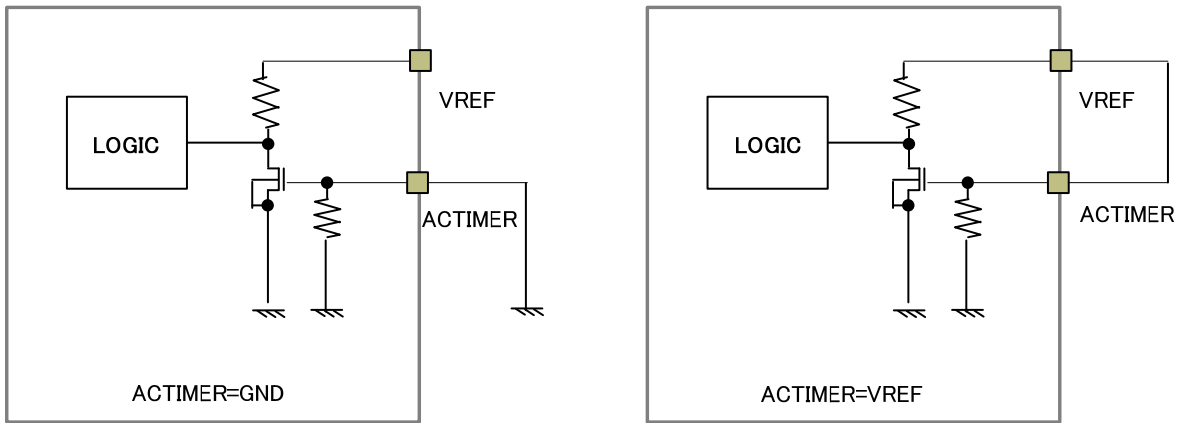 VREF
LOGIC
ACTIMER
ACTIMER=GND
VREF
LOGIC
ACTIMER
ACTIMER=VREF